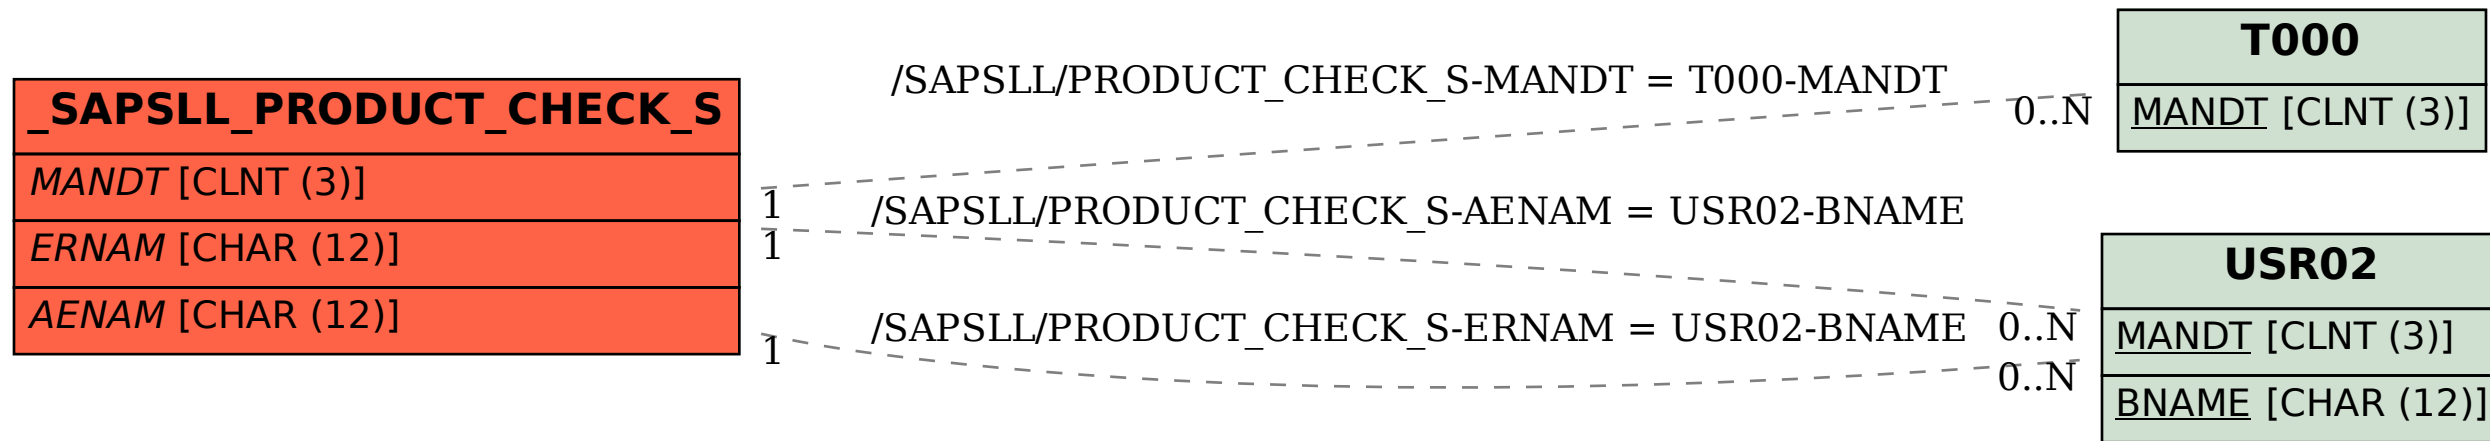 _SAPSLL_PRODUCT_CHECK_S
MANDT [CLNT (3)]
ERNAM [CHAR (12)]
AENAM [CHAR (12)]
/SAPSLL/PRODUCT_CHECK_S-MANDT = T000-MANDT
0..N
1
/SAPSLL/PRODUCT_CHECK_S-AENAM = USR02-BNAME
1
/SAPSLL/PRODUCT_CHECK_S-ERNAM = USR02-BNAME
0..N
1
0..N
T000
MANDT [CLNT (3)]
USR02
MANDT [CLNT (3)]
BNAME [CHAR (12)]